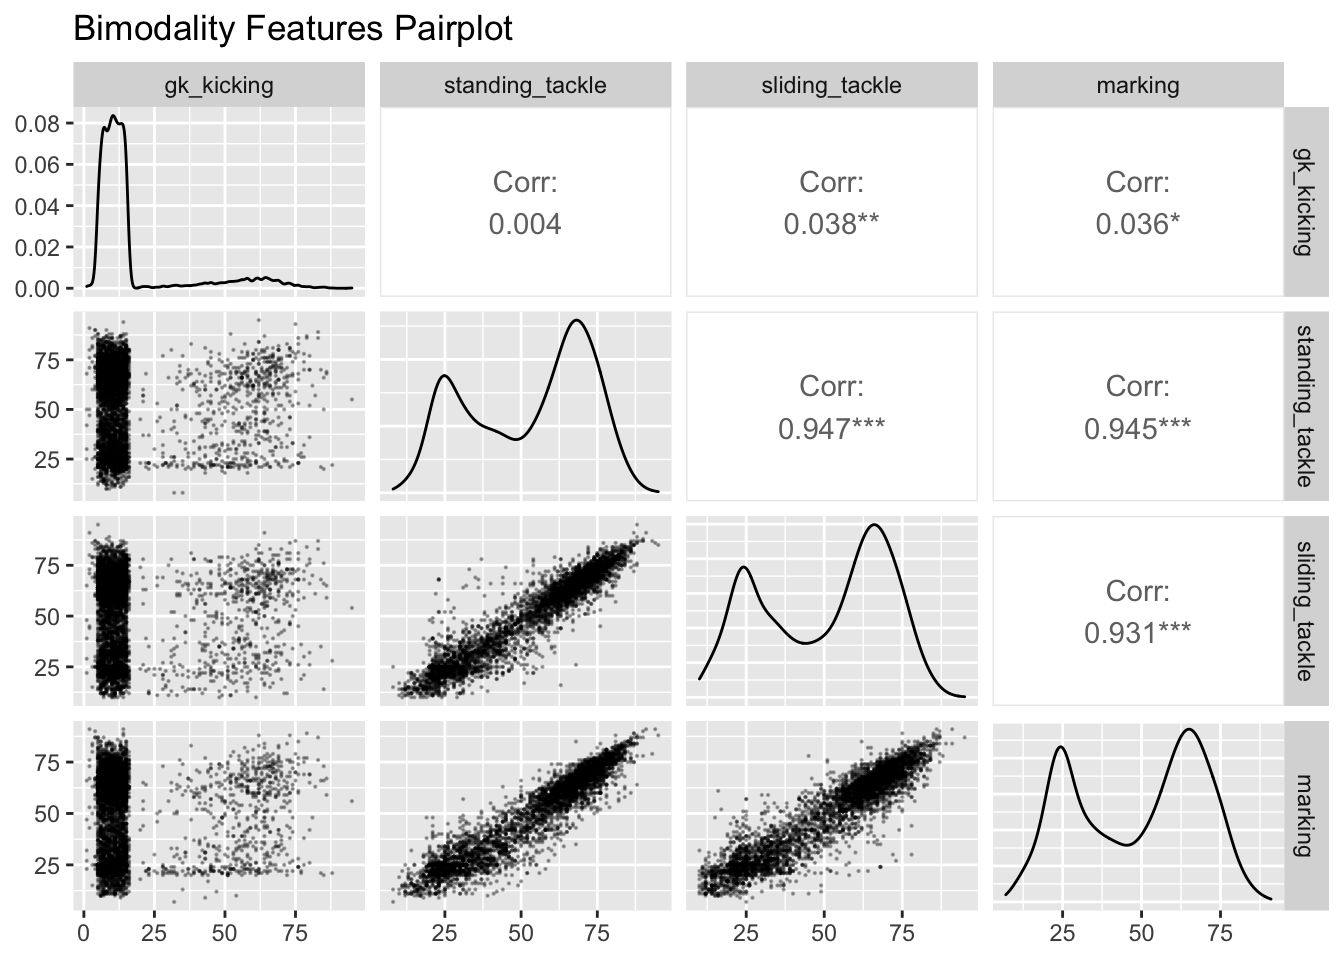 Bimodality Features Pairplot
gk_kicking
standing_tackle
sliding_tackle
marking
0.08
0.06
0.04
0.02
0.00
Corr:
0.004
Corr:
0.038**
Corr:
0.036*
gk_kicking
75
50
25
Corr:
0.947***
Corr:
0.945***
standing_tackle
75
50
25
Corr:
0.931***
sliding_tackle
75
50
25
marking
0 25 50 75
25 50 75
25 50 75
25 50 75